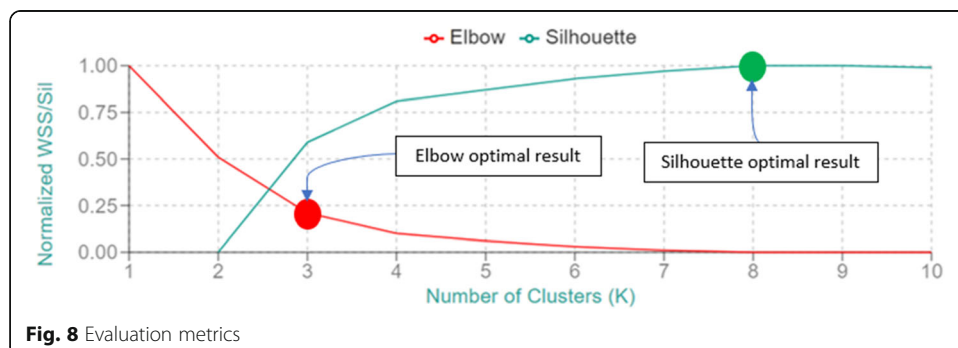 Elbow Silhouette
1.00
0.75
0.50
0.25
0.00
Normalized WSS/Sil
Elbow optimal result
Silhouette optimal result
1 2 3 4 5 6 7 8 9 10
Number of Clusters (K)
Fig. 8 Evaluation metrics